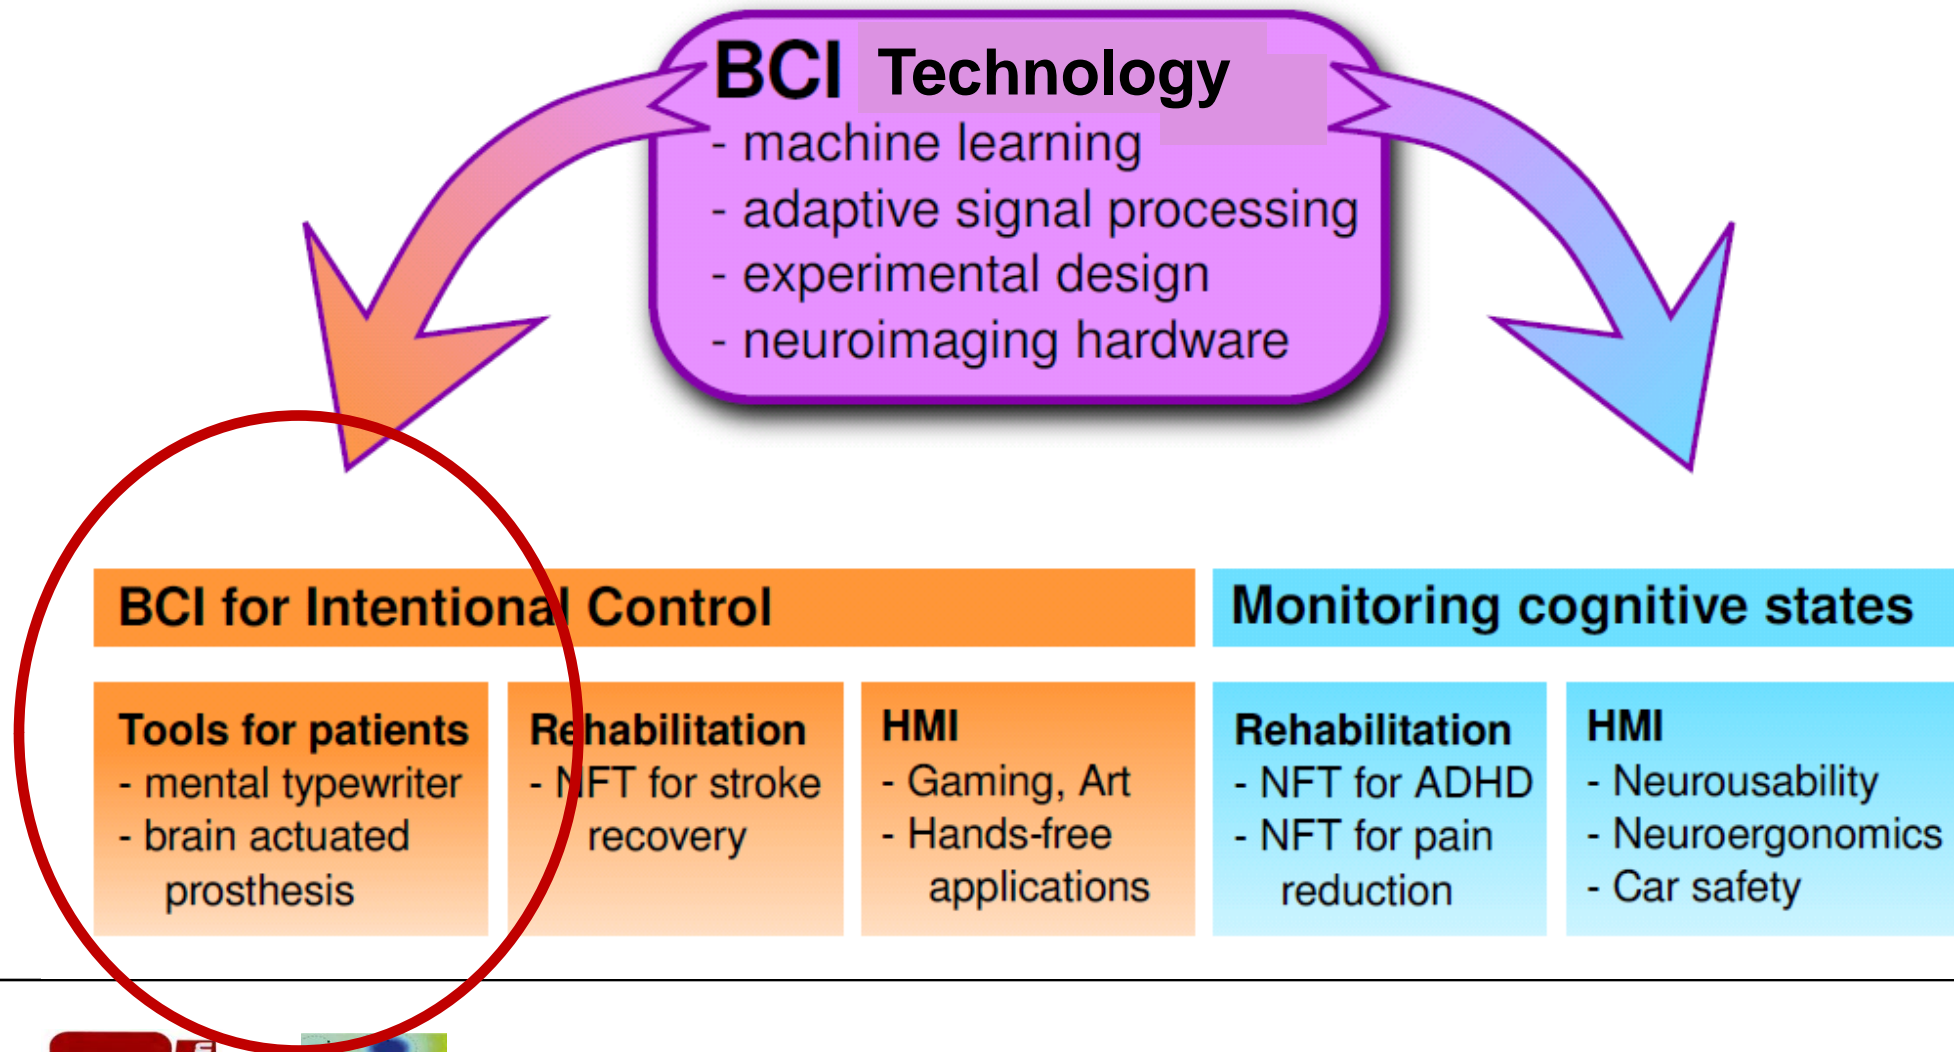 BCI Technology
- machine learning
- adaptive signal processing
- experimental design
- neuroimaging hardware
BCI for Intentional Control
Monitoring cognitive states
Tools for patients
- mental typewriter
- brain actuated
prosthesis
Rehabilitation
- NFT for stroke
recovery
HMI
- Gaming, Art
- Hands-free
applications
Rehabilitation
- NFT for ADHD
- NFT for pain
reduction
HMI
- Neurousability
- Neuroergonomics
- Car safety